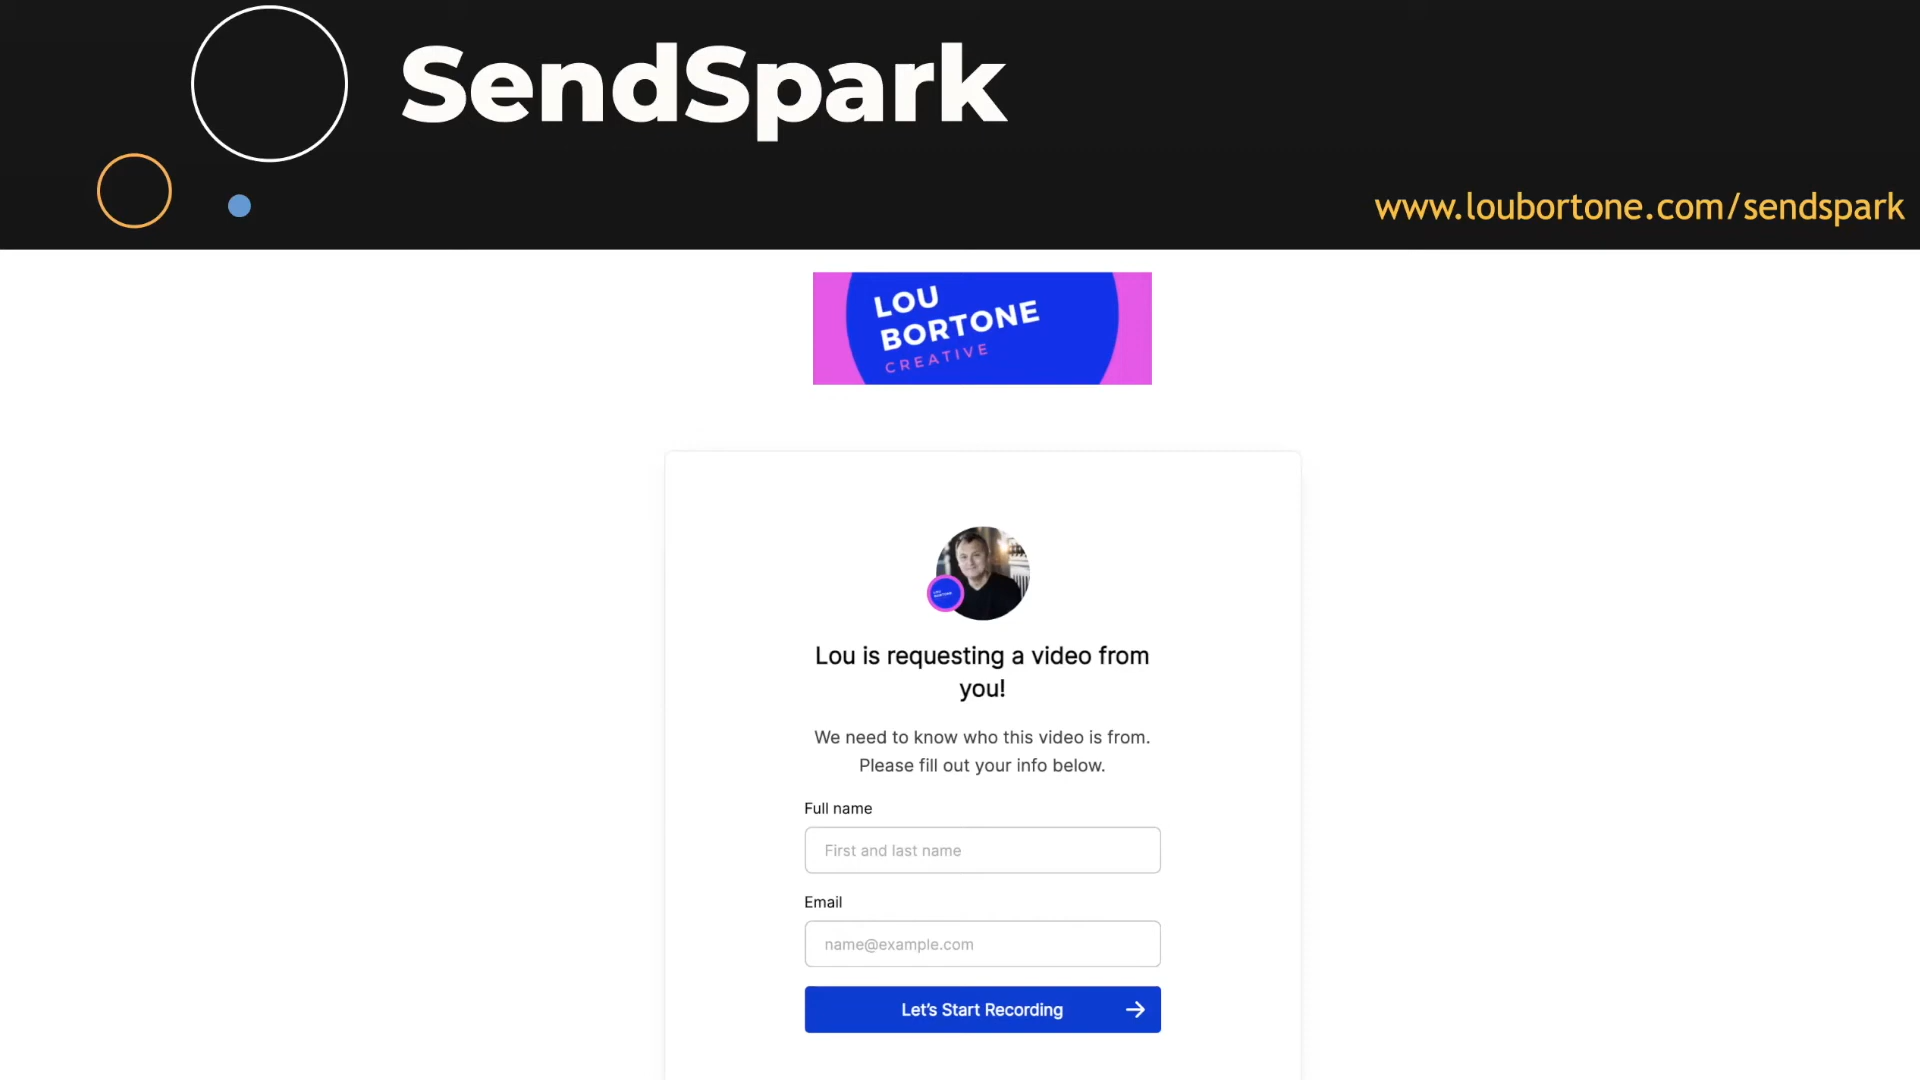 SendSpark
www.loubortone.com/sendspark
LOU
BORTONE
CREATIVE
Lou is requesting a video from
you!
We need to know who this video is from.
Please fill out your info below.
Full name
First and last name
Email
name@example.com
Let's Start Recording